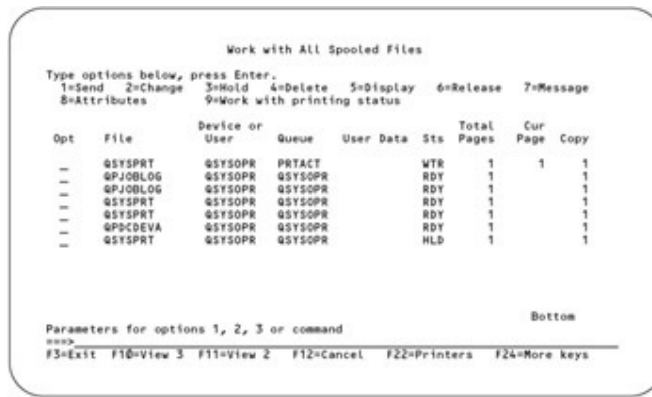 Work with All Spooled Files
Type options below, press Enter.
1=Send 2=Change 3=Hold 4=Delete 5=Display 6=Release 7=Message
8=Attributes 9=Work with printing status
Device or Total Cur
Opt File User Queue User Data Sts Pages Page Copy
_ QSYSPRT QSYSOPR PRTACT WTR 1 1 1
_ QPJOBLOG QSYSOPR QSYSOPR RDY 1 1
_ QPJOBLOG QSYSOPR QSYSOPR RDY 1 1
_ QSYSPRT QSYSOPR QSYSOPR RDY 1 1
_ QSYSPRT QSYSOPR QSYSOPR RDY 1 1
_ QPDCDEVA QSYSOPR QSYSOPR RDY 1 1
_ QSYSPRT QSYSOPR QSYSOPR HLD 1 1
Bottom
Parameters for options 1, 2, 3 or command
===>
F3=Exit F10=View 3 F11=View 2 F12=Cancel F22=Printers F24=More keys